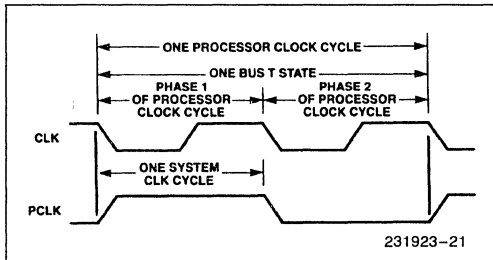 ONE PROCESSOR CLOCK CYCLE
ONE BUS T STATE
PHASE 1
OF PROCESSOR
CLOCK CYCLE
PHASE 2
OF PROCESSOR
CLOCK CYCLE
CLK
ONE SYSTEM
CLK CYCLE
PCLK
231923-21